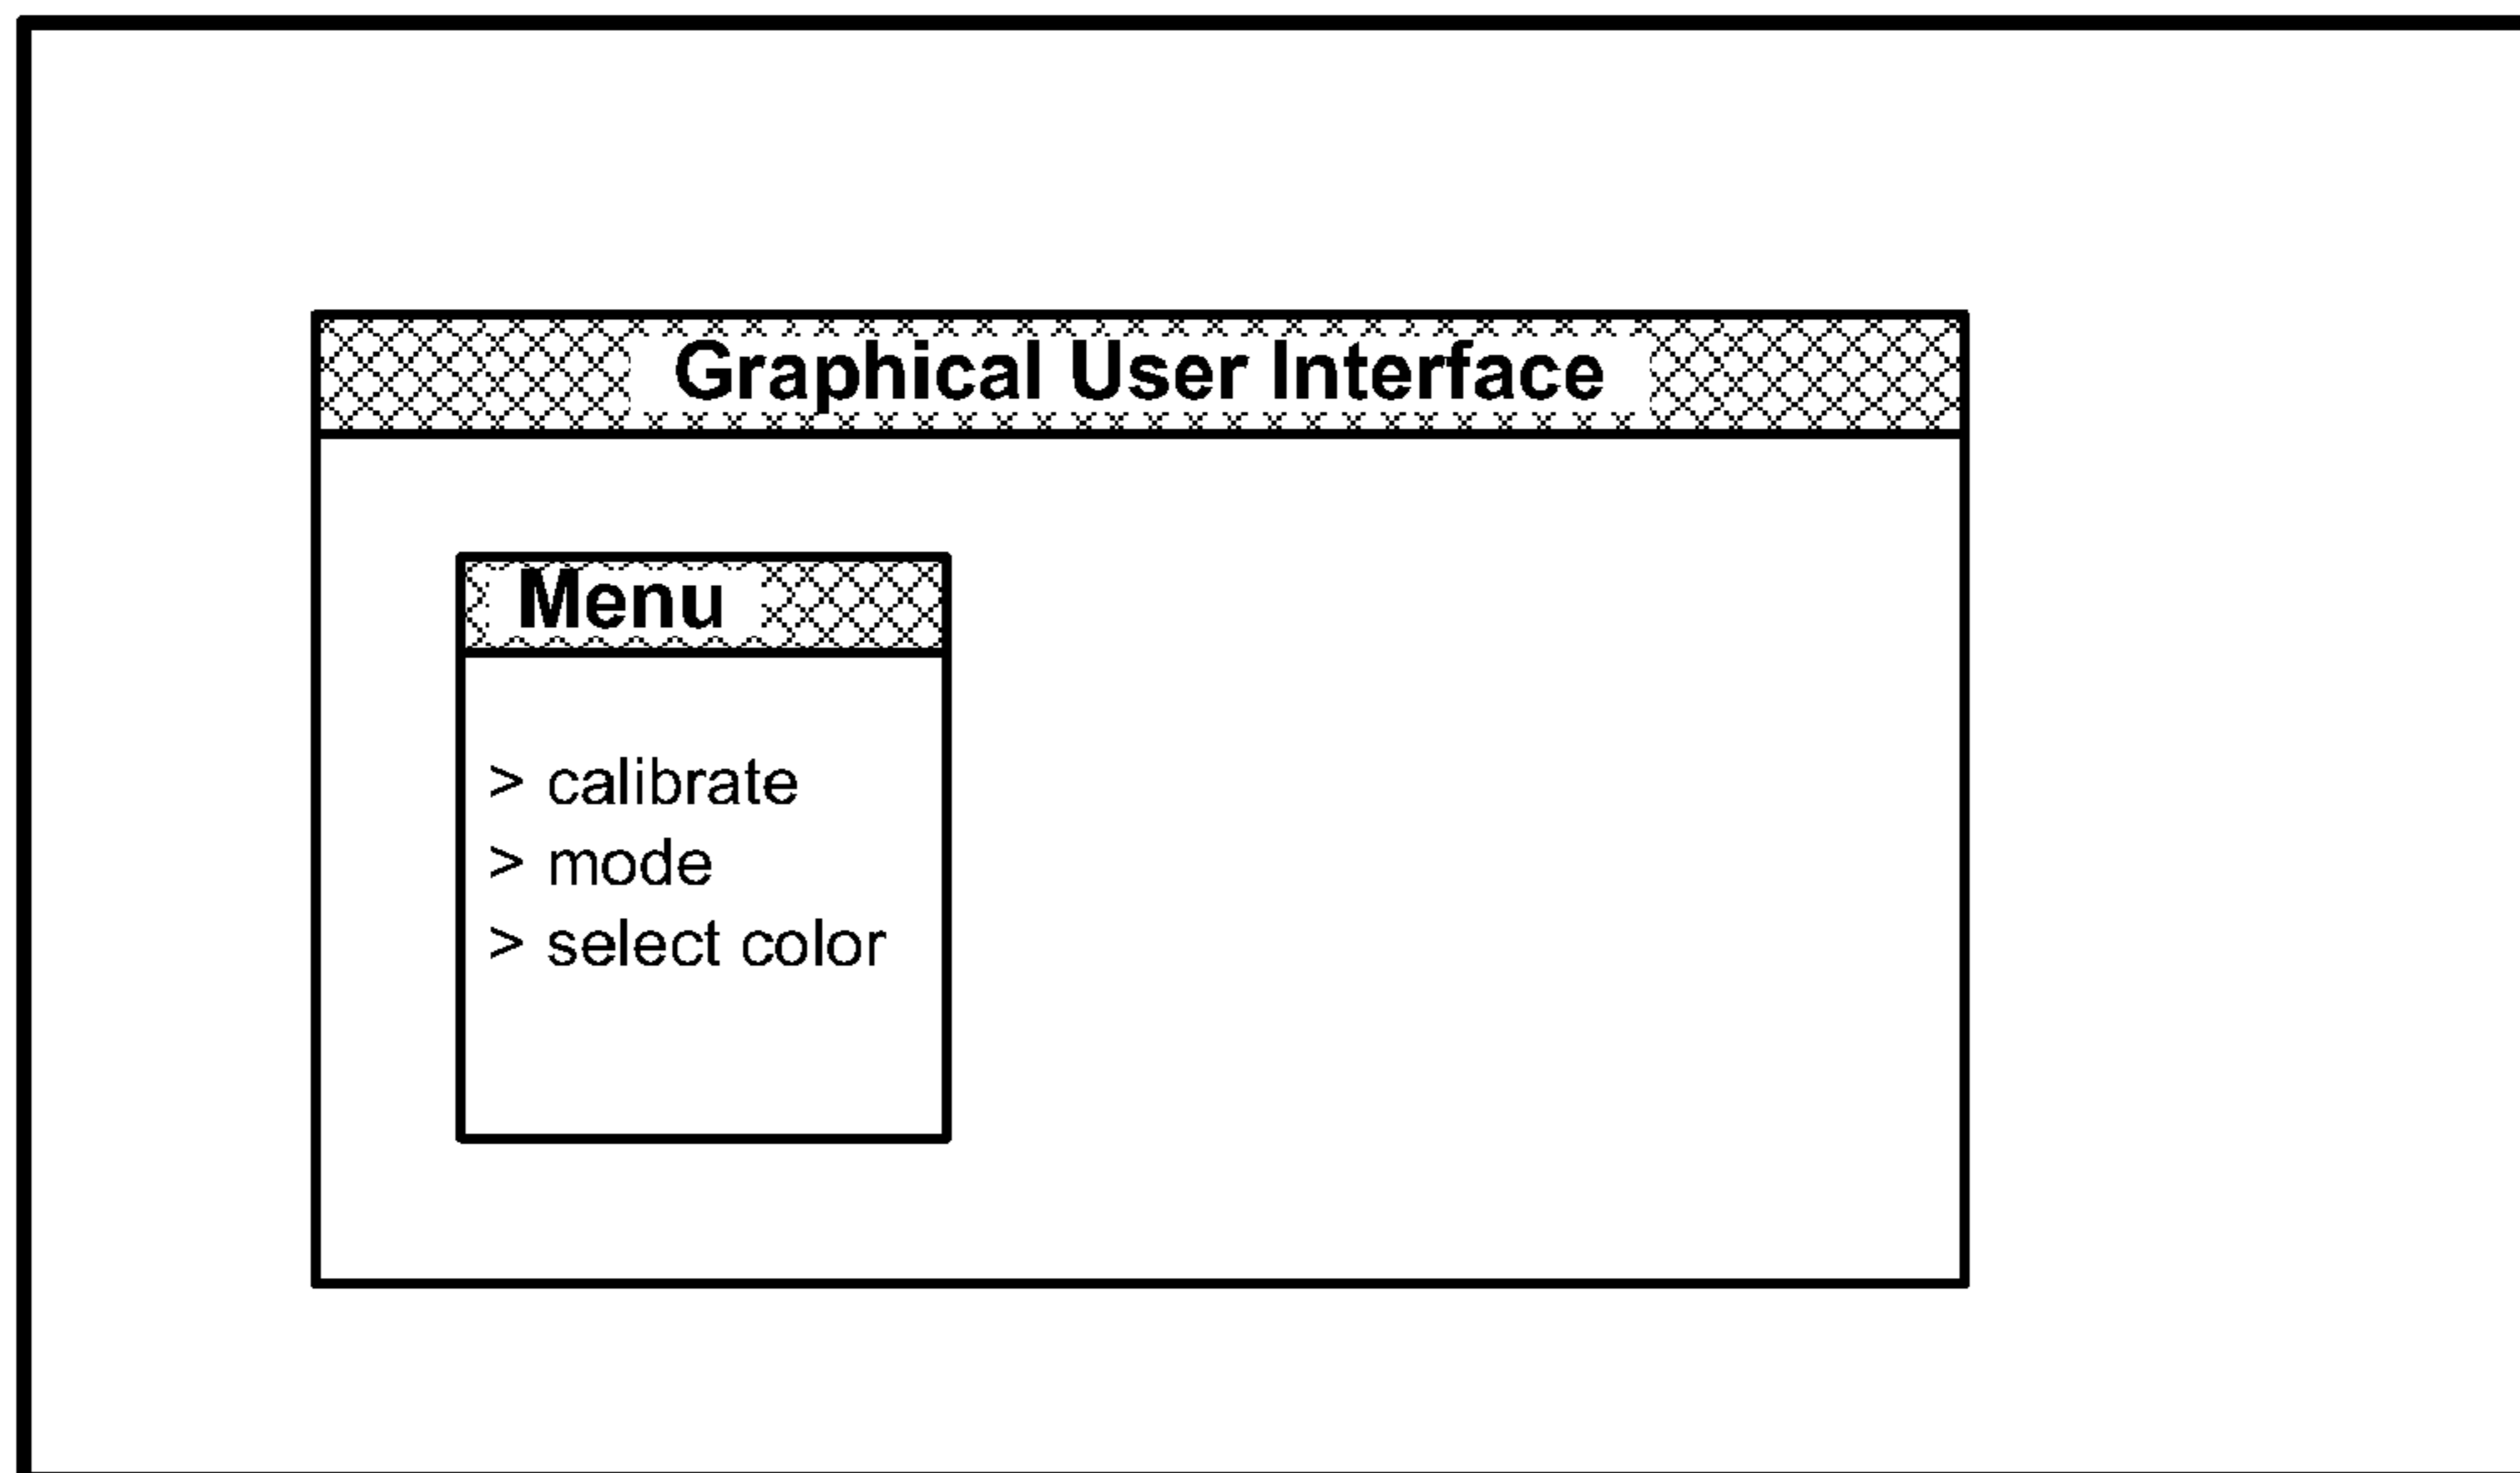 Graphical User Interface
Menu
> calibrate
> mode
> select color